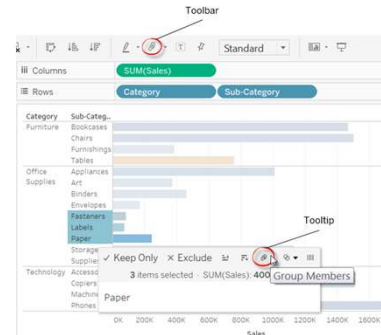 Toolbar
Standard
Columns
SUM(Sales)
Rows
Category
Sub-Category
Category
Sub-Categ..
Furniture
Bookcases
Chairs
Furnishings
Tables
Office
Supplies
Appliances
Art
Binders
Envelopes
Fasteners
Labels
Paper
Storage
Supplies
Tooltip
Keep Only
Exclude
3 items selected · SUM(Sales): 400
Group Members
Paper
Technology
Accesso
Copiers
Machin
Phones
0K 200K 400K 600K 800K 1000K 1200K 1400K 1600K
Sales